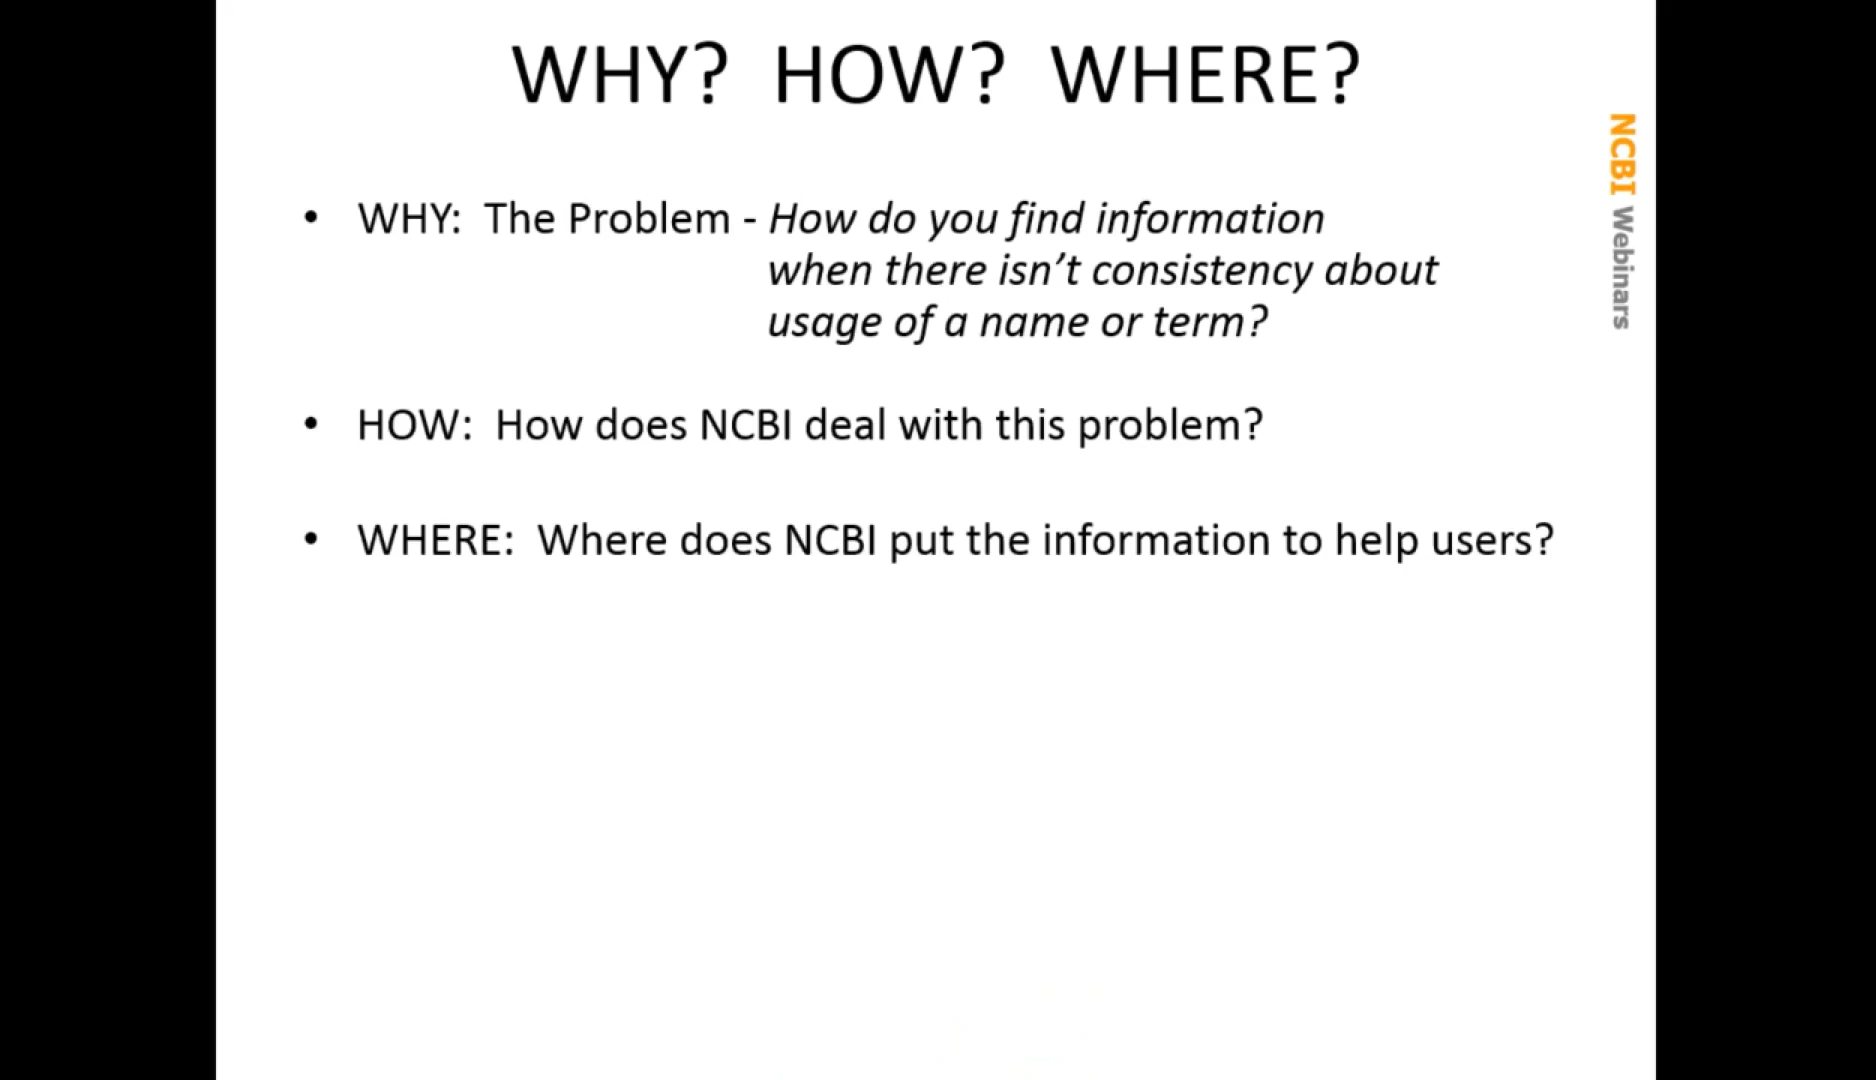 WHY? HOW? WHERE?
• WHY: The Problem - How do you find information
when there isn't consistency about
usage of a name or term?
• HOW: How does NCBI deal with this problem?
• WHERE: Where does NCBI put the information to help users?
NCBI Webinars